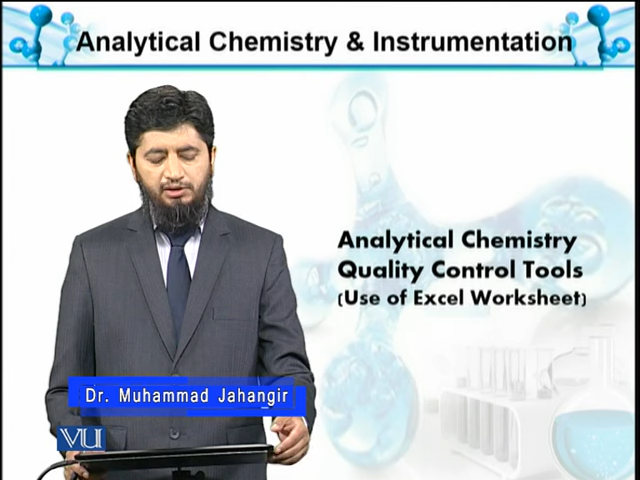 Analytical Chemistry & Instrumentation
Analytical Chemistry
Quality Control Tools
(Use of Excel Worksheet)
Dr. Muhammad Jahangir
VU